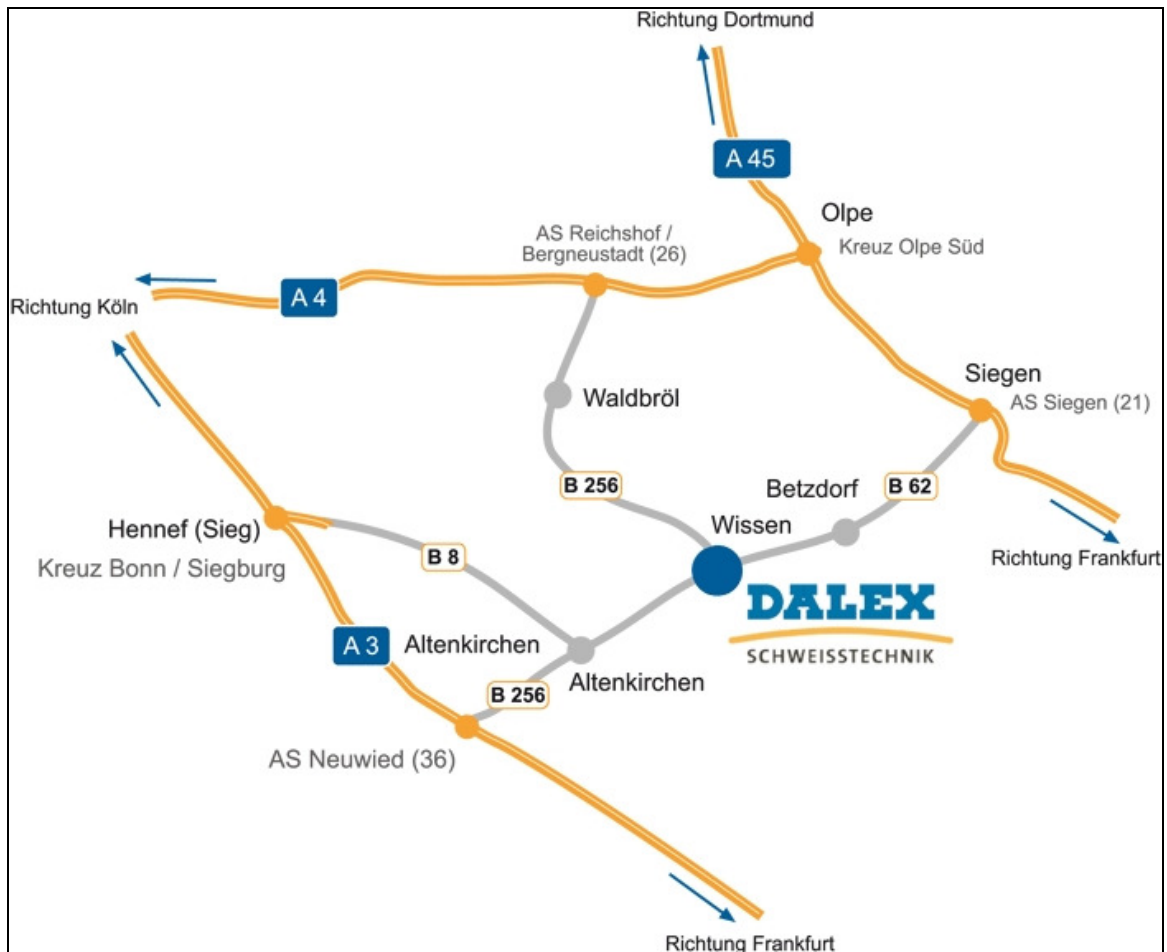 Richtung Dortmund
A 45
Olpe
AS Reichshof /
Bergneustadt (26)
Kreuz Olpe Süd
A 4
Richtung Köln
Siegen
AS Siegen (21)
Waldbröl
B 256
Betzdorf
B 62
Wissen
Hennef (Sieg)
Kreuz Bonn / Siegburg
B 8
Richtung Frankfurt
DALEX
SCHWEISSTECHNIK
A 3
Altenkirchen
Altenkirchen
B 256
AS Neuwied (36)
Richtung Frankfurt